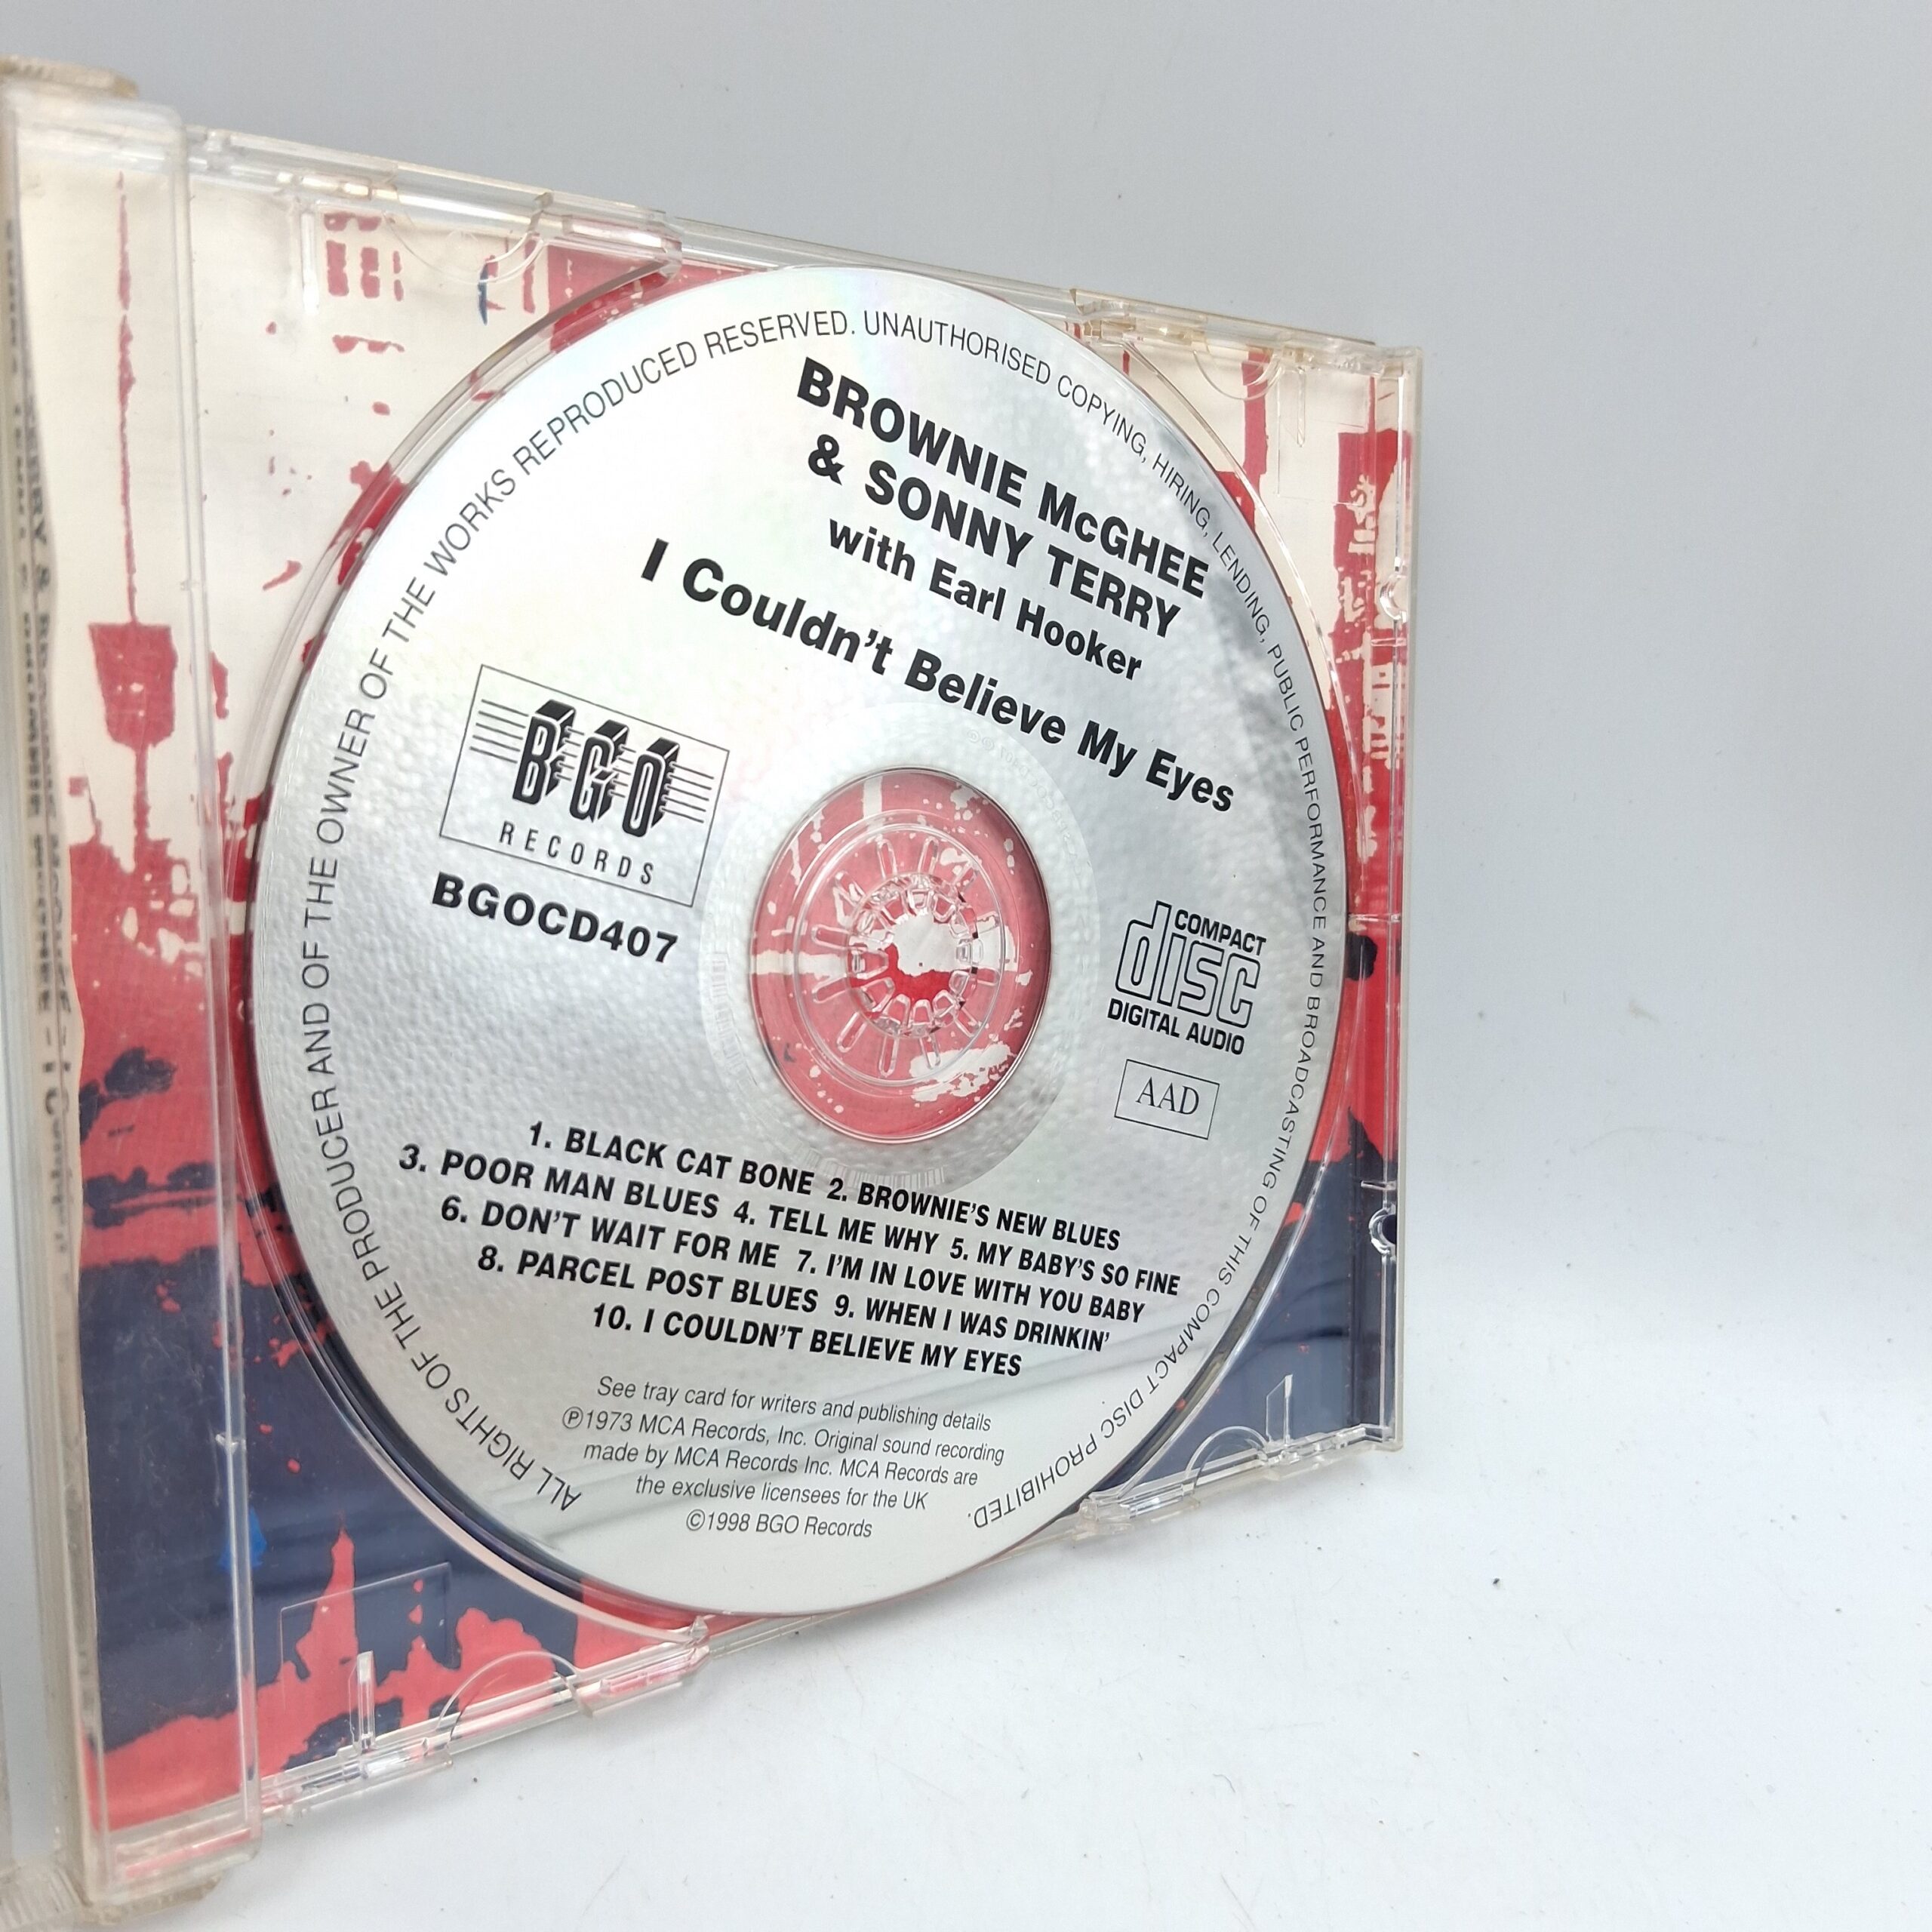 BROWNIE McGHEE
& SONNY TERRY
with Earl Hooker
I Couldn't Believe My Eyes
BGO
RECORDS
BGOCD407
COMPACT
disc
DIGITAL AUDIO
AAD
1. BLACK CAT BONE 2. BROWNIE'S NEW BLUES
3. POOR MAN BLUES 4. TELL ME WHY 5. MY BABY'S SO FINE
6. DON'T WAIT FOR ME 7. I'M IN LOVE WITH YOU BABY
8. PARCEL POST BLUES 9. WHEN I WAS DRINKIN'
10. I COULDN'T BELIEVE MY EYES
See tray card for writers and publishing details
Ⓟ1973 MCA Records, Inc. Original sound recording
made by MCA Records Inc. MCA Records are
the exclusive licensees for the UK
©1998 BGO Records
ALL RIGHTS OF THE PRODUCER AND OF THE OWNER OF THE WORKS REPRODUCED RESERVED. UNAUTHORISED COPYING, HIRING, LENDING, PUBLIC PERFORMANCE AND BROADCASTING OF THIS COMPACT DISC PROHIBITED.